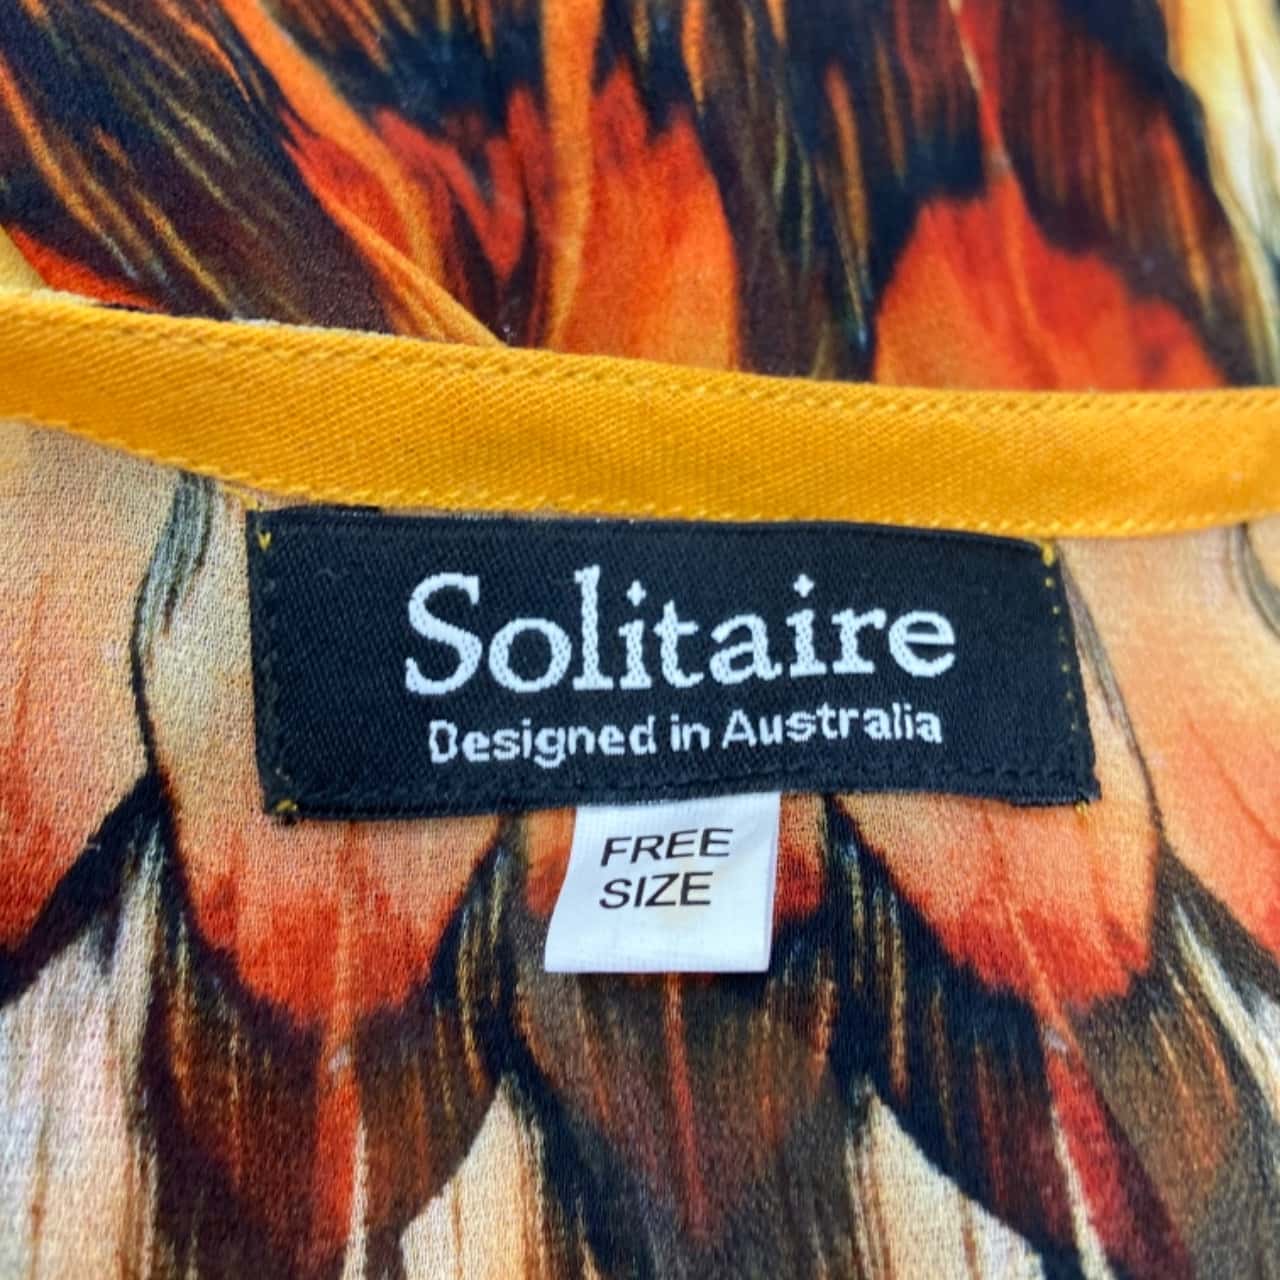 Solitaire
Designed in Australia
FREE
SIZE